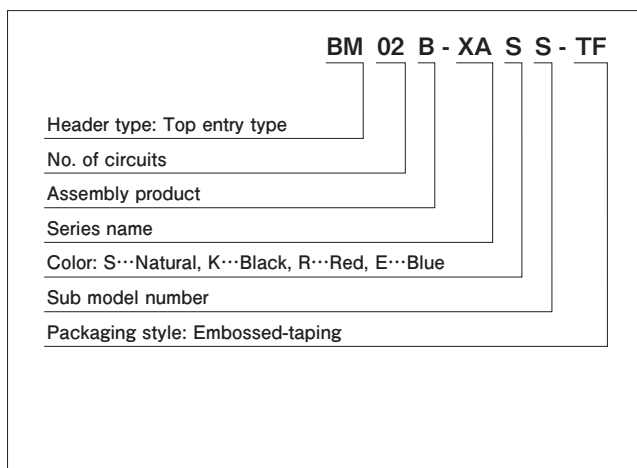 BM 02 B - XA S S - TF
Header type: Top entry type
No. of circuits
Assembly product
Series name
Color: S…Natural, K…Black, R…Red, E…Blue
Sub model number
Packaging style: Embossed-taping